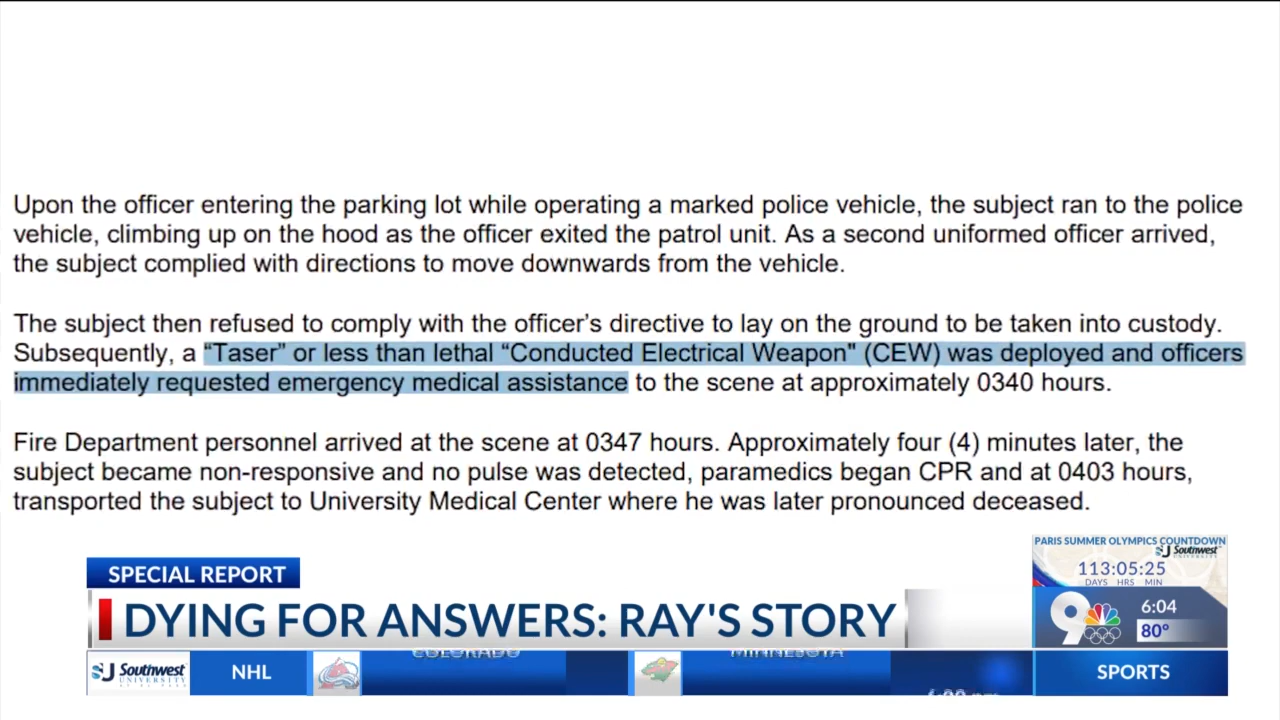 Upon the officer entering the parking lot while operating a marked police vehicle, the subject ran to the police
vehicle, climbing up on the hood as the officer exited the patrol unit. As a second uniformed officer arrived,
the subject complied with directions to move downwards from the vehicle.
The subject then refused to comply with the officer's directive to lay on the ground to be taken into custody.
Subsequently, a “Taser” or less than lethal “Conducted Electrical Weapon" (CEW) was deployed and officers
immediately requested emergency medical assistance to the scene at approximately 0340 hours.
Fire Department personnel arrived at the scene at 0347 hours. Approximately four (4) minutes later, the
subject became non-responsive and no pulse was detected, paramedics began CPR and at 0403 hours,
transported the subject to University Medical Center where he was later pronounced deceased.
SPECIAL REPORT
DYING FOR ANSWERS: RAY'S STORY
PARIS SUMMER OLYMPICS COUNTDOWN
SU Southwest
UNIVERSITY
113:05:25
DAYS HRS MIN
9
6:04
80°
SU Southwest
UNIVERSITY
NHL
COLORADO
MINNESOTA
SPORTS